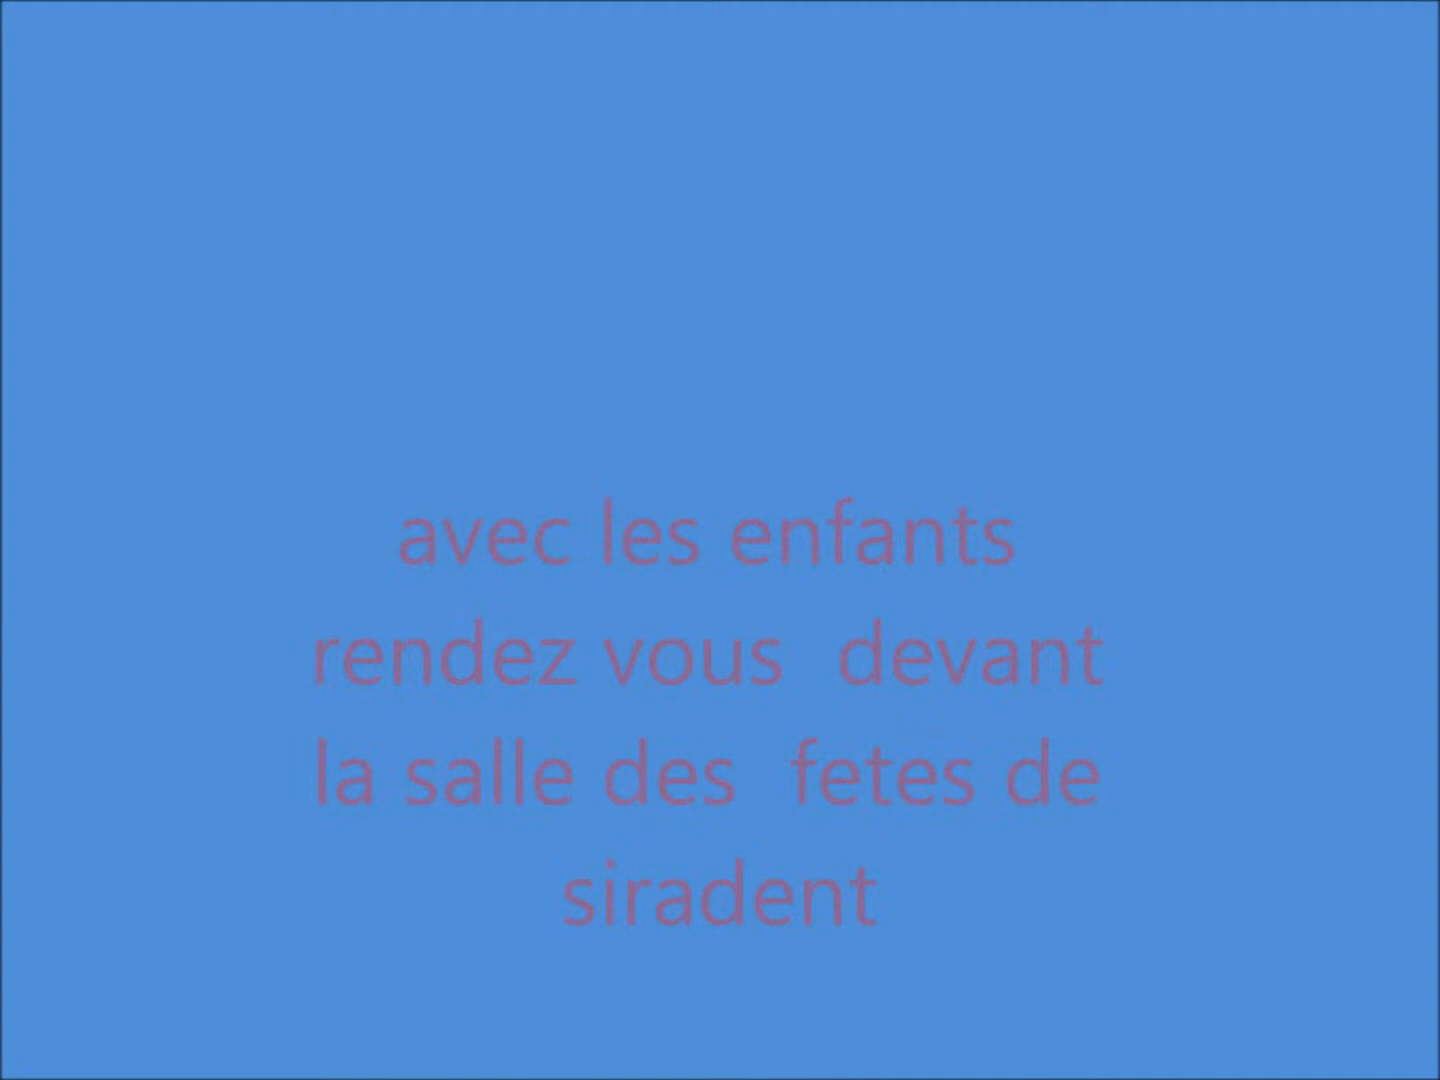 avec les enfants
rendez vous  devant
la salle des  fetes de
siradent